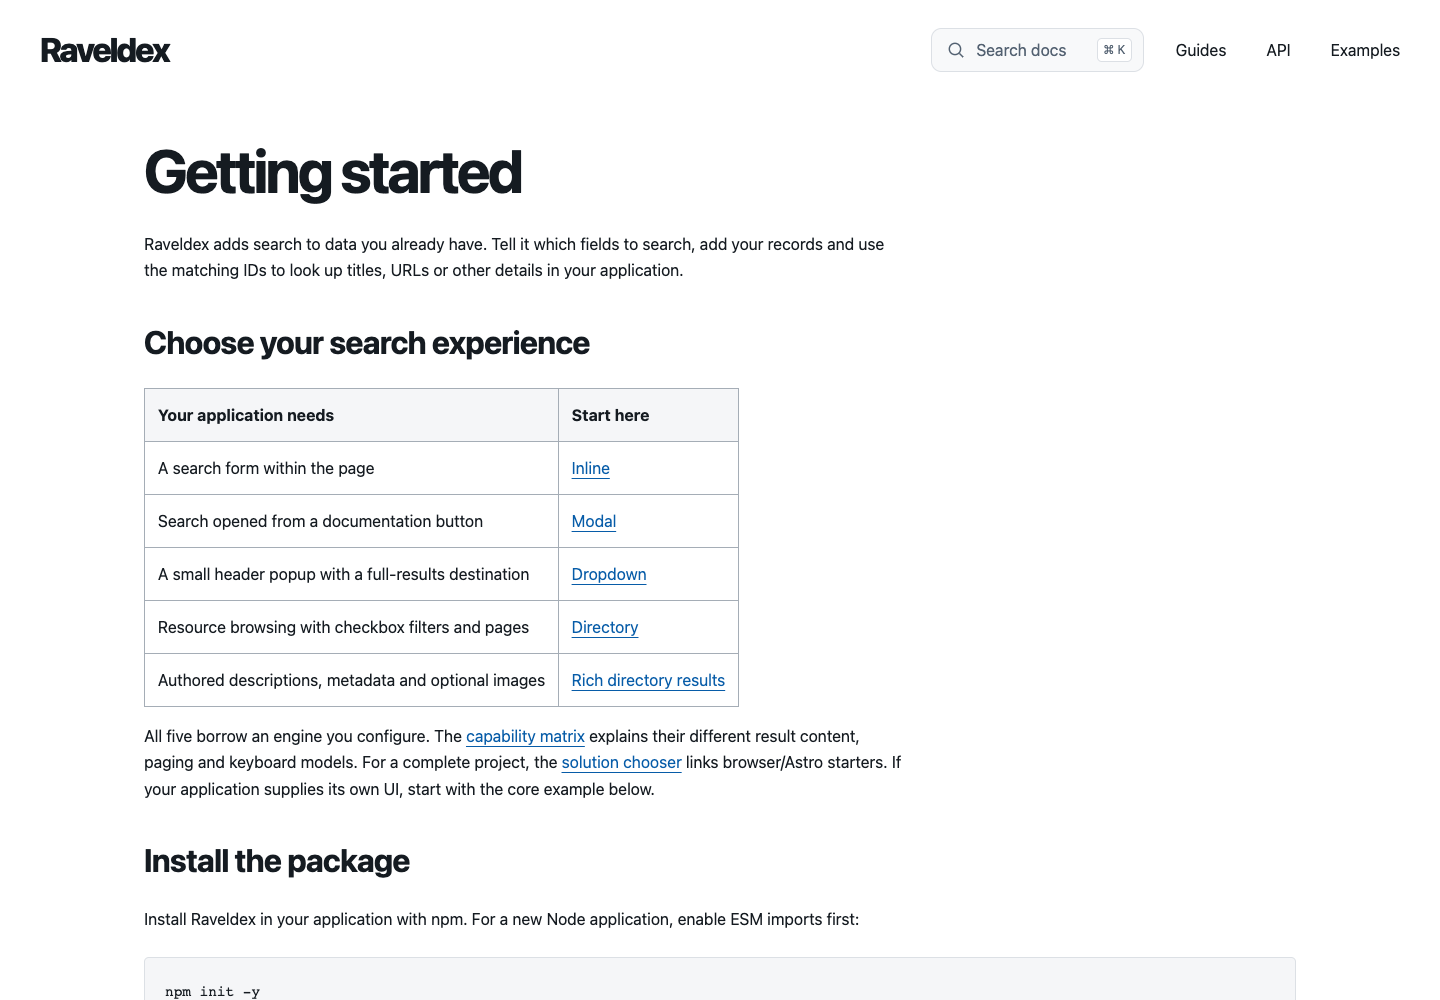 Raveldex
Search docs
⌘ K
Guides
API
Examples
Getting started
Raveldex adds search to data you already have. Tell it which fields to search, add your records and use
the matching IDs to look up titles, URLs or other details in your application.
Choose your search experience
Your application needs
Start here
A search form within the page
Inline
Search opened from a documentation button
Modal
A small header popup with a full-results destination
Dropdown
Resource browsing with checkbox filters and pages
Directory
Authored descriptions, metadata and optional images
Rich directory results
All five borrow an engine you configure. The capability matrix explains their different result content,
paging and keyboard models. For a complete project, the solution chooser links browser/Astro starters. If
your application supplies its own UI, start with the core example below.
Install the package
Install Raveldex in your application with npm. For a new Node application, enable ESM imports first:
npm init -y